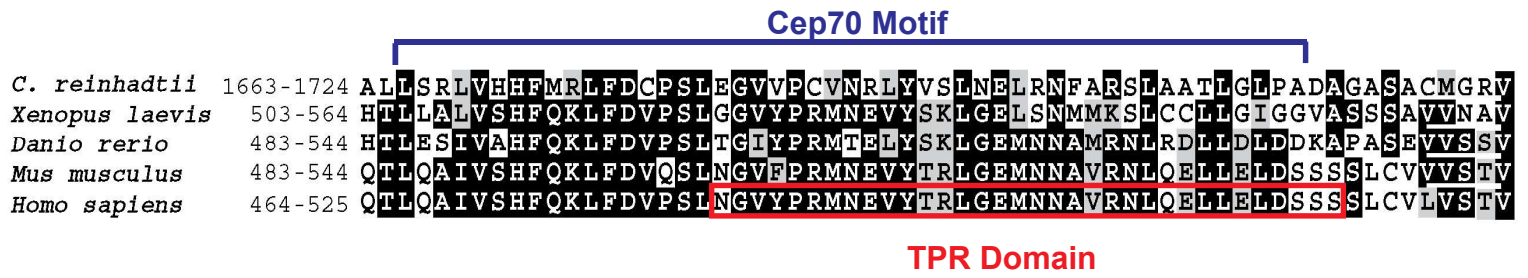 Cep70 Motif
C. reinhadtii 1663-1724 ALLSRLVHHFMRLFDCPSLEGVVPCVNRLYVSLNELRNFARSLAATLGLPADAGASACMGRV
Xenopus laevis 503-564 HTLLALVSHFQKLFDVPSLGGVYPRMNEVYSKLGELSNMMKSLCCLLGIGGVASSSAVVNAV
Danio rerio 483-544 HTLESIVAHFQKLFDVPSLTGIYPRMTELYSKLGEMNNAMRNLRDLLDLDDKAPASEVVSSV
Mus musculus 483-544 QTLQAIVSHFQKLFDVQSLNGVFPRMNEVYTRLGEMNNAVRNLQELLELDSSSSLCVVVSTV
Homo sapiens 464-525 QTLQAIVSHFQKLFDVPSLNGVYPRMNEVYTRLGEMNNAVRNLQELLELDSSSSLCVLVSTV
TPR Domain